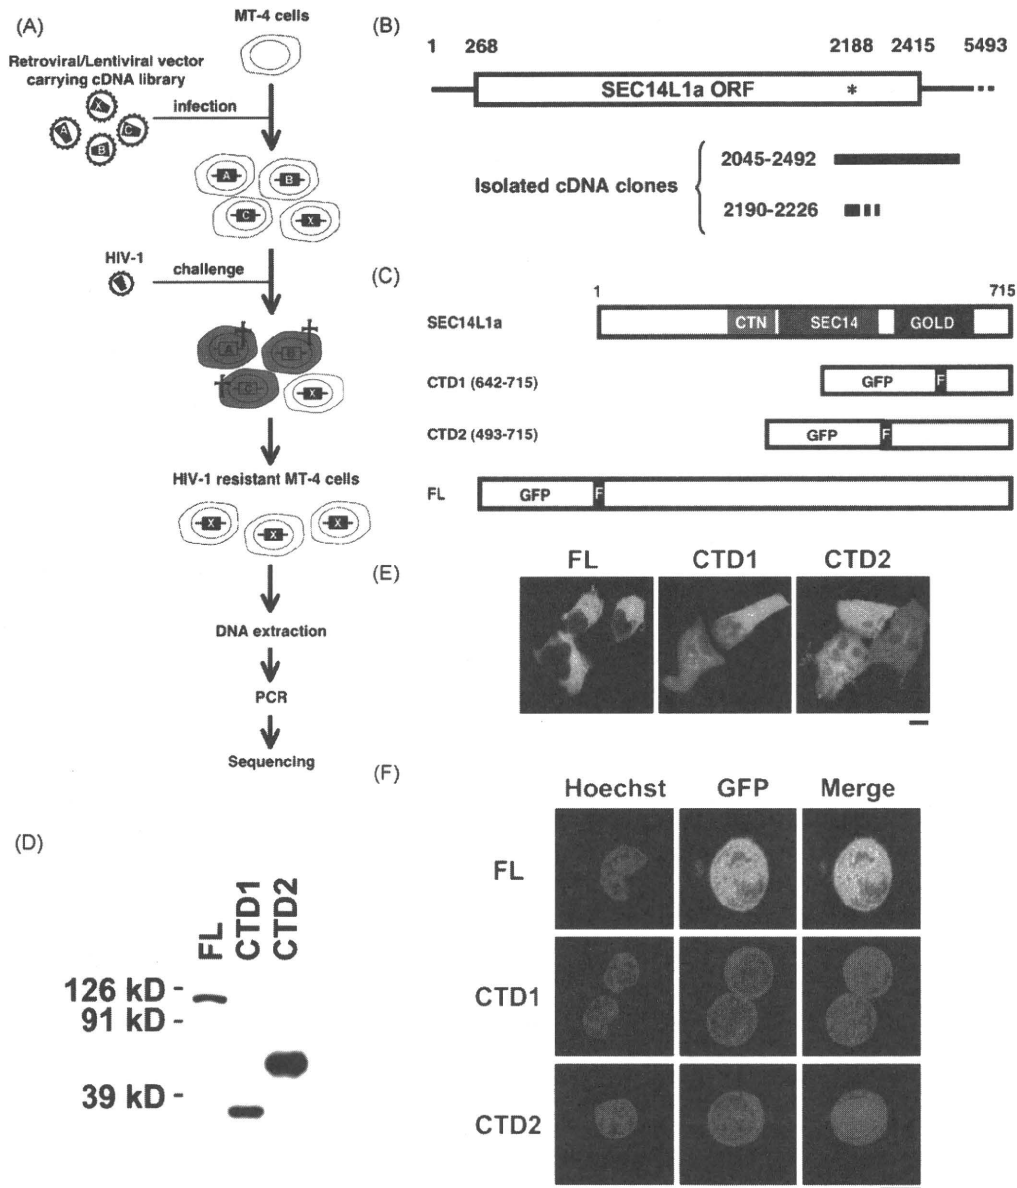 (A)
MT-4 cells
Retroviral/Lentiviral vector
carrying cDNA library
infection
X
A
C
B
A
B
C
X
HIV-1
challenge
A
B
C
X
HIV-1 resistant MT-4 cells
X
X
X
DNA extraction
PCR
Sequencing
(B)
1 268 2188 2415 5493
SEC14L1a ORF *
Isolated cDNA clones
2045-2492
2190-2226
(C)
1 715
SEC14L1a CTN SEC14 GOLD
CTD1 (642-715) GFP F
CTD2 (493-715) GFP F
FL GFP F
(D)
FL
CTD1
CTD2
126 kD -
91 kD -
39 kD -
(E)
FL CTD1 CTD2
(F)
Hoechst GFP Merge
FL
CTD1
CTD2